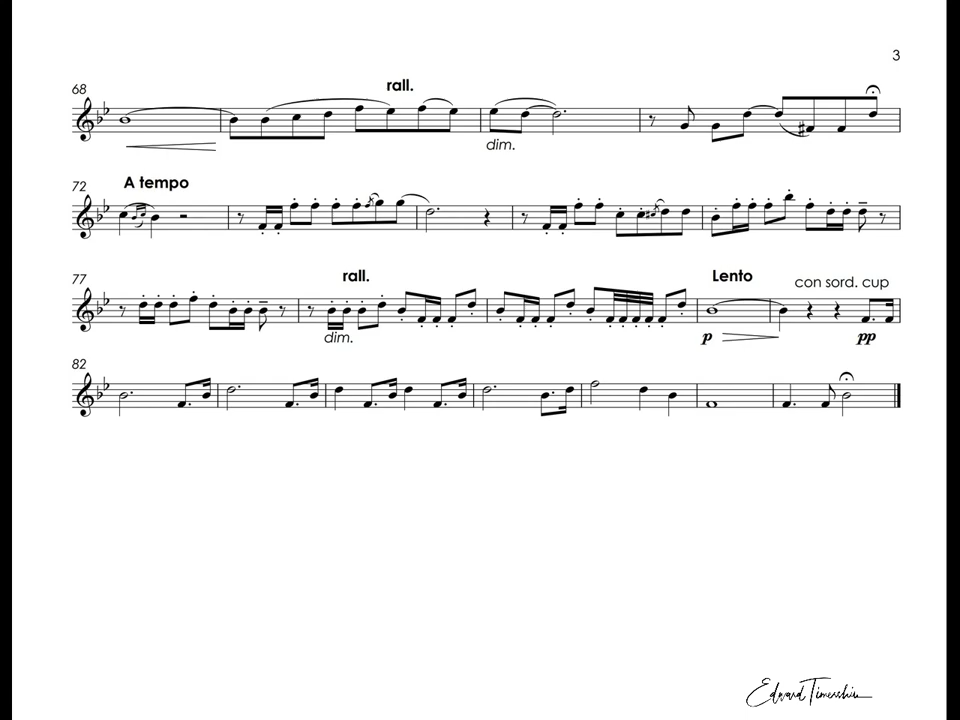 3
68 rall.
dim.
72 A tempo
77 rall. Lento con sord. cup
dim. p pp
82
Edward Timershin